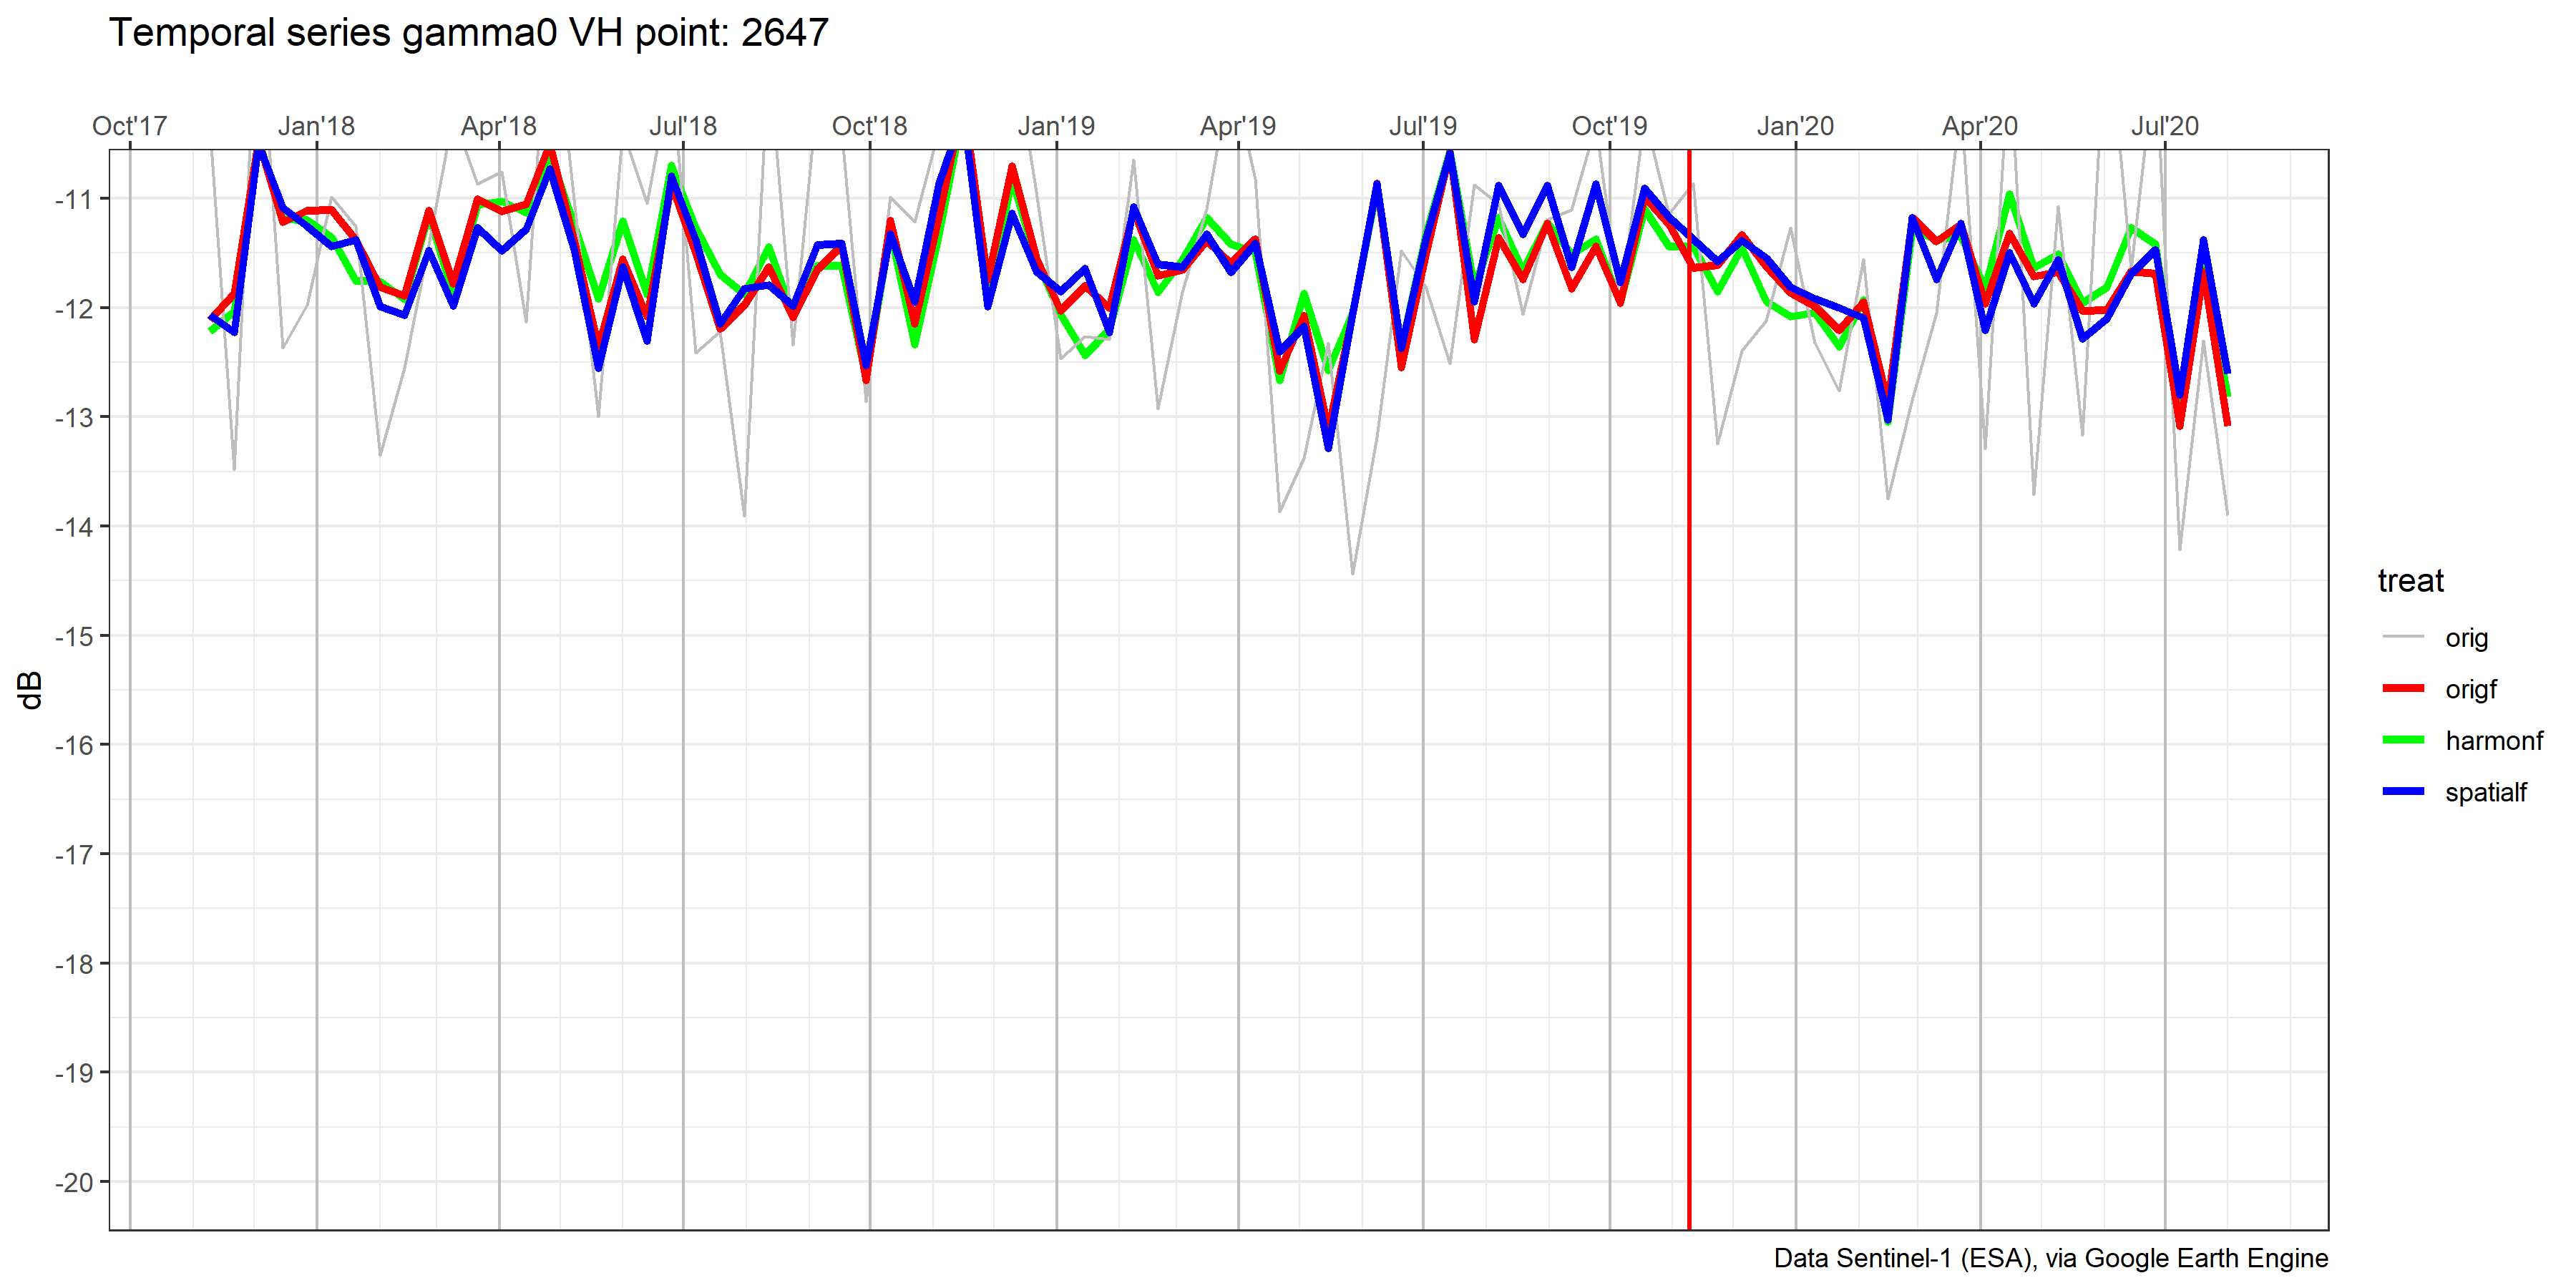 Temporal series gamma0 VH point: 2647
Oct'17 Jan'18 Apr'18 Jul'18 Oct'18 Jan'19 Apr'19 Jul'19 Oct'19 Jan'20 Apr'20 Jul'20
-11
-12
-13
-14
-15
-16
-17
-18
-19
-20
dB
treat
orig
origf
harmonf
spatialf
Data Sentinel-1 (ESA), via Google Earth Engine